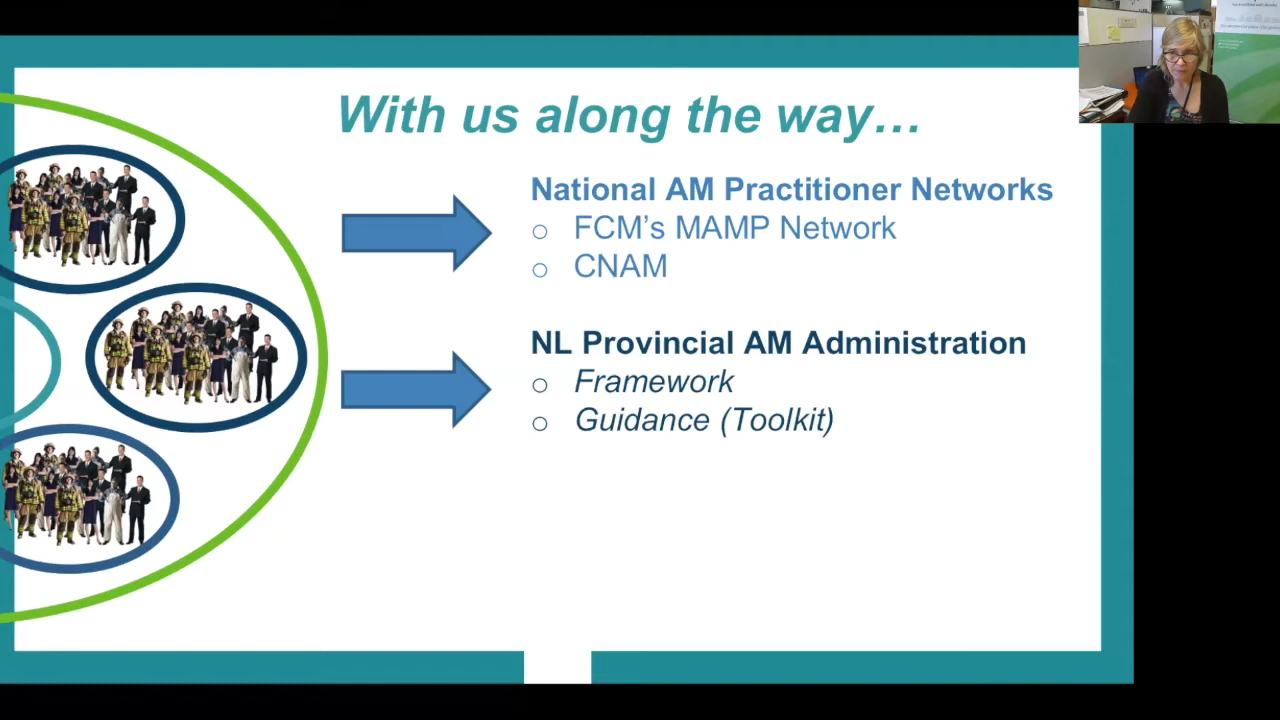 With us along the way…
National AM Practitioner Networks
o FCM’s MAMP Network
o CNAM
NL Provincial AM Administration
o Framework
o Guidance (Toolkit)